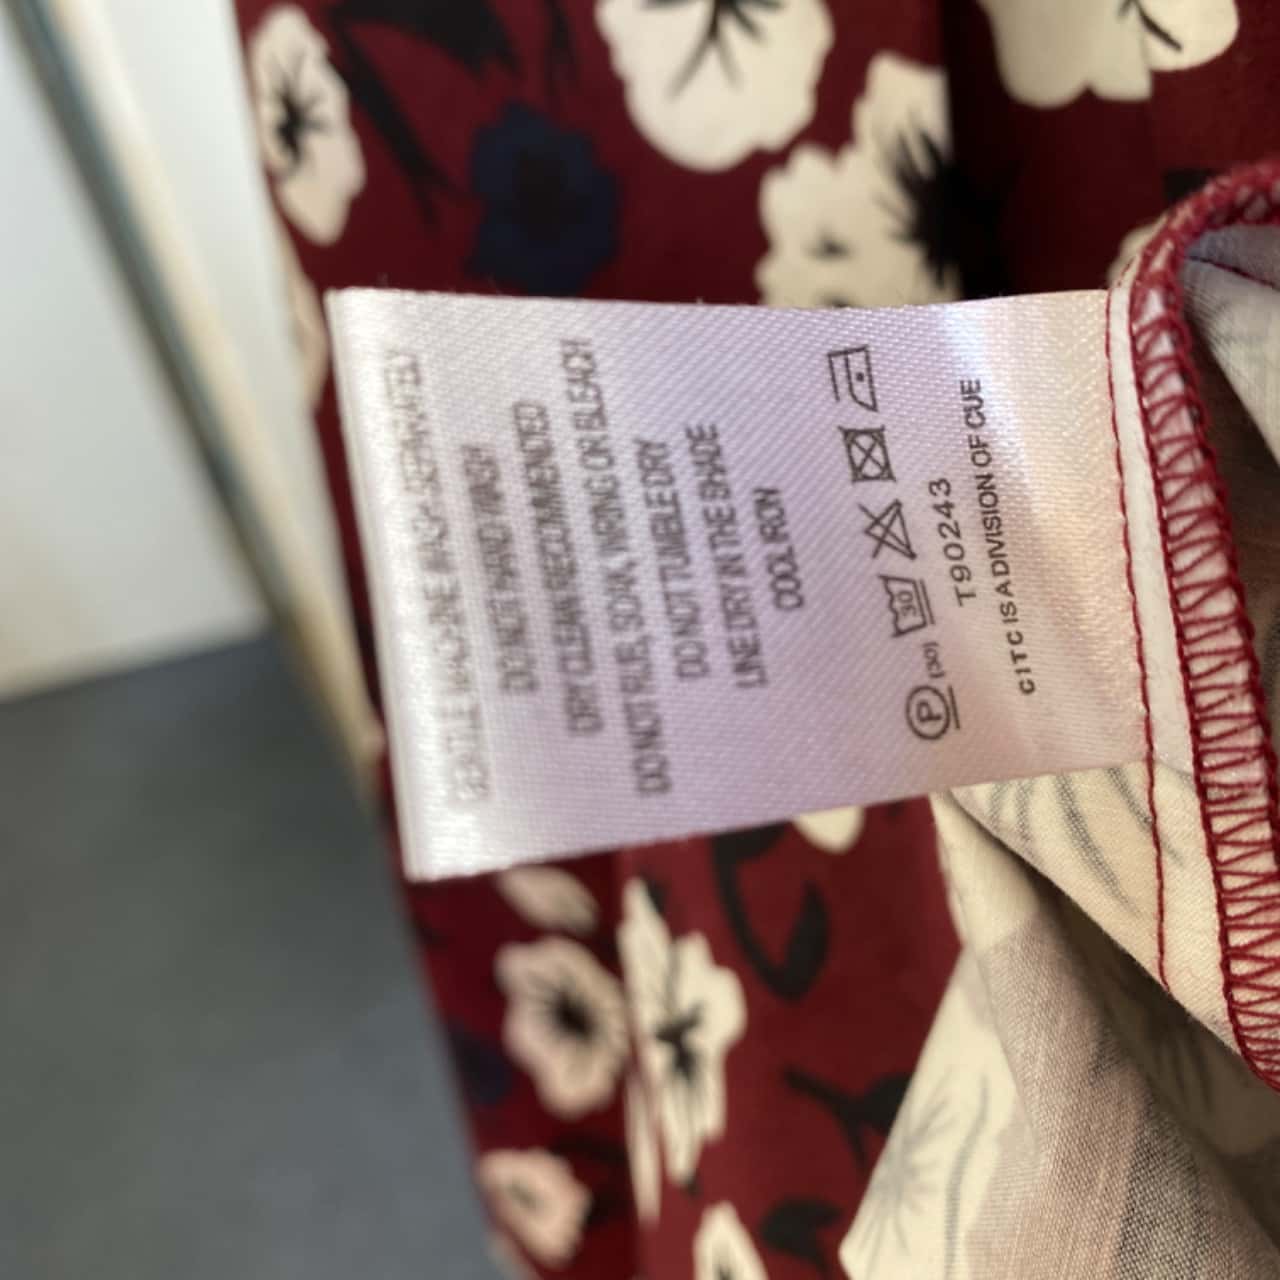 GENTLE MACHINE WASH SEPARATELY
DO NOT HAND WASH
DRY CLEAN RECOMMENDED
DO NOT RUB, SOAK, WRING OR BLEACH
DO NOT TUMBLE DRY
LINE DRY IN THE SHADE
COOL IRON
P (30) 30
T90243
CITC IS A DIVISION OF CUE